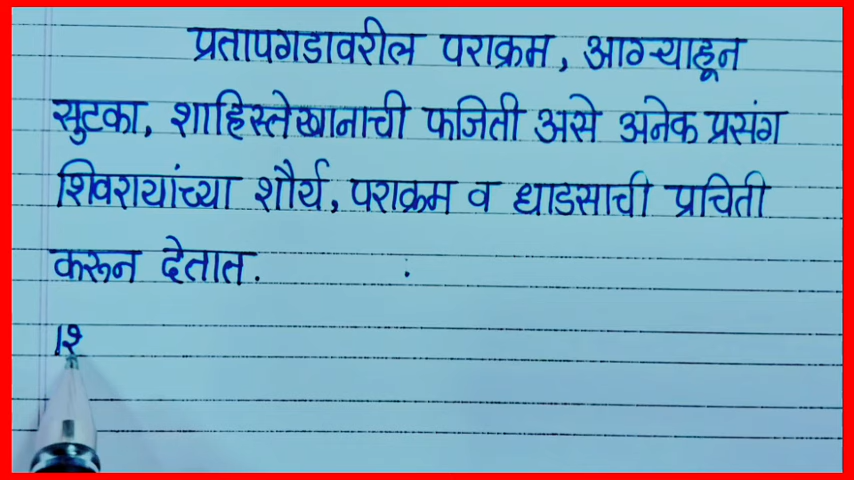 प्रतापगडावरील पराक्रम, आग्र्याहून
सुटका, शाहिस्तेखानाची फजिती असे अनेक प्रसंग
शिवरायांच्या शौर्य, पराक्रम व धाडसाची प्रचिती
करून देतात.